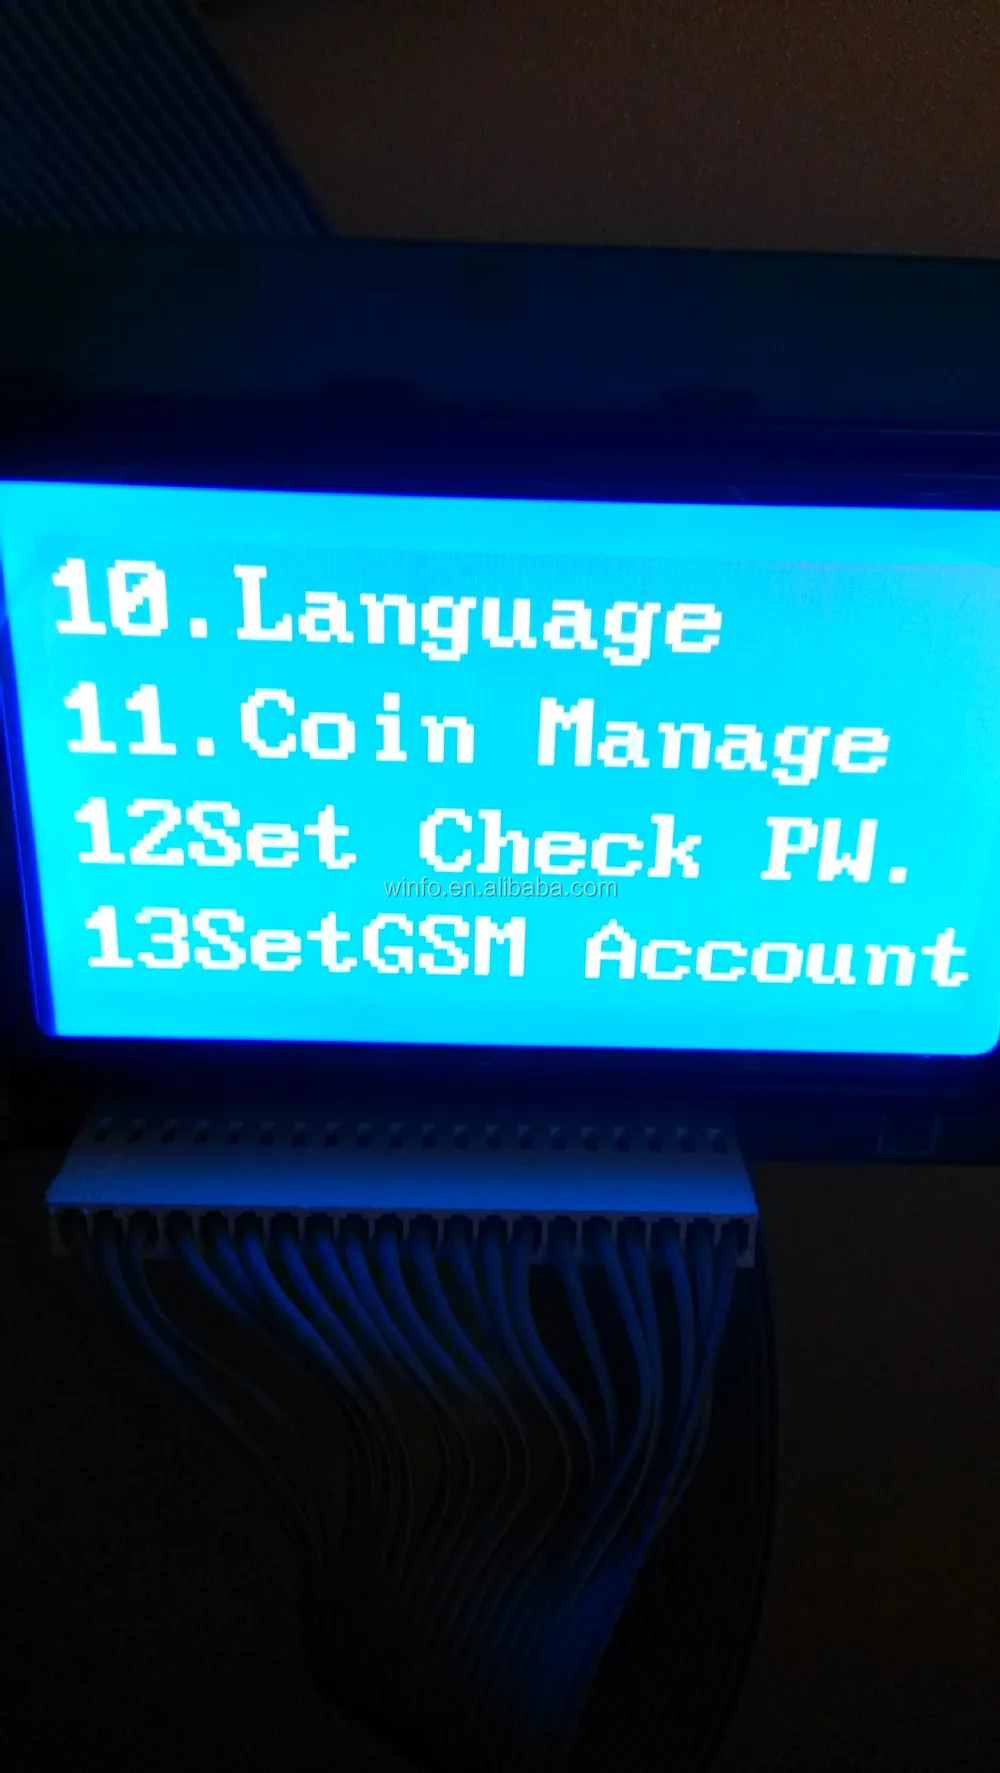 10.Language
11.Coin Manage
12Set Check PW.
winfo.en.alibaba.com
13SetGSM Account